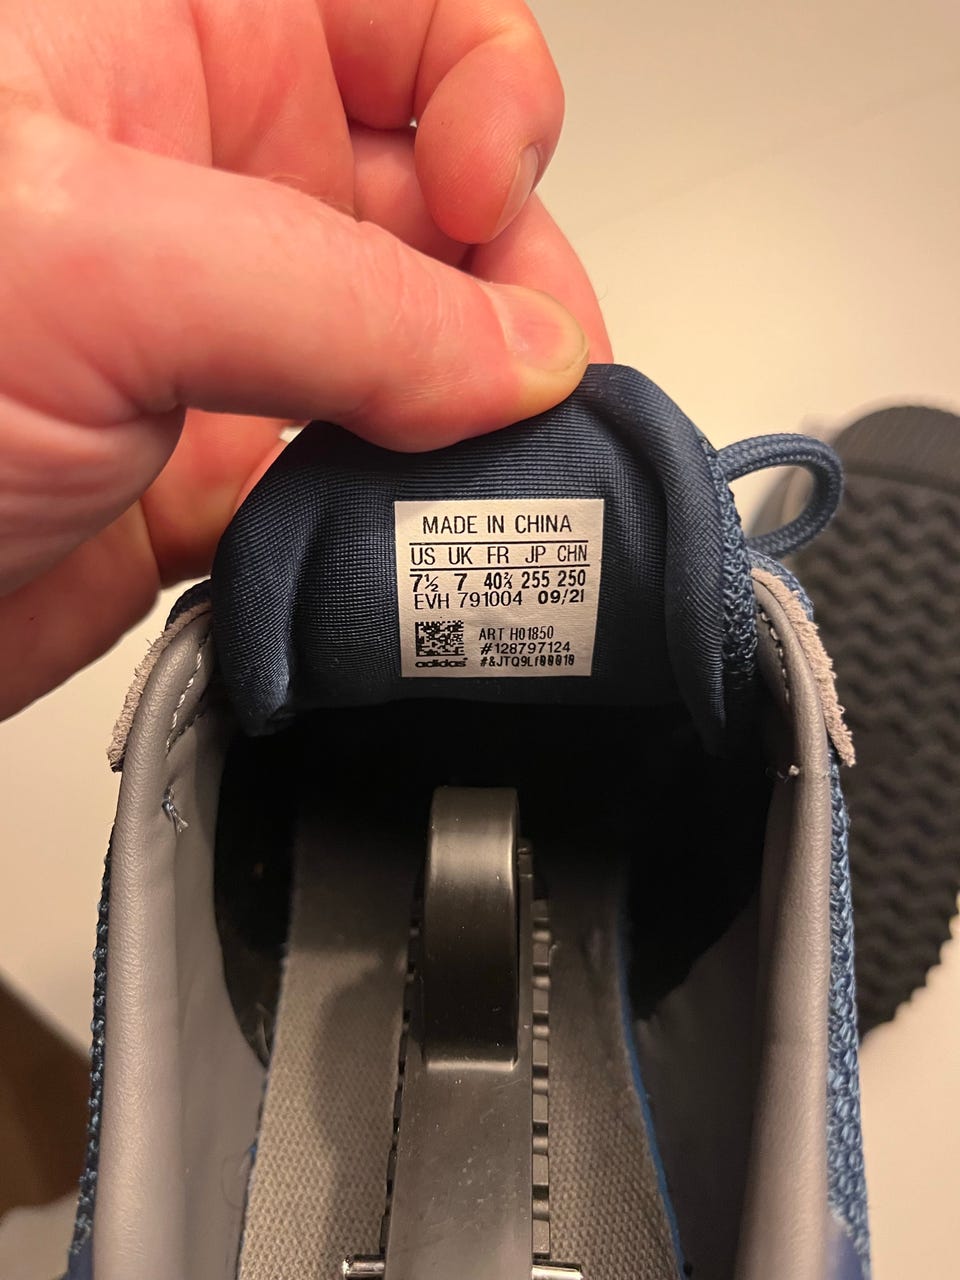 MADE IN CHINA
US UK FR JP CHN
7½ 7 40⅔ 255 250
EVH 791004 09/21
ART H01850
#128797124
adidas